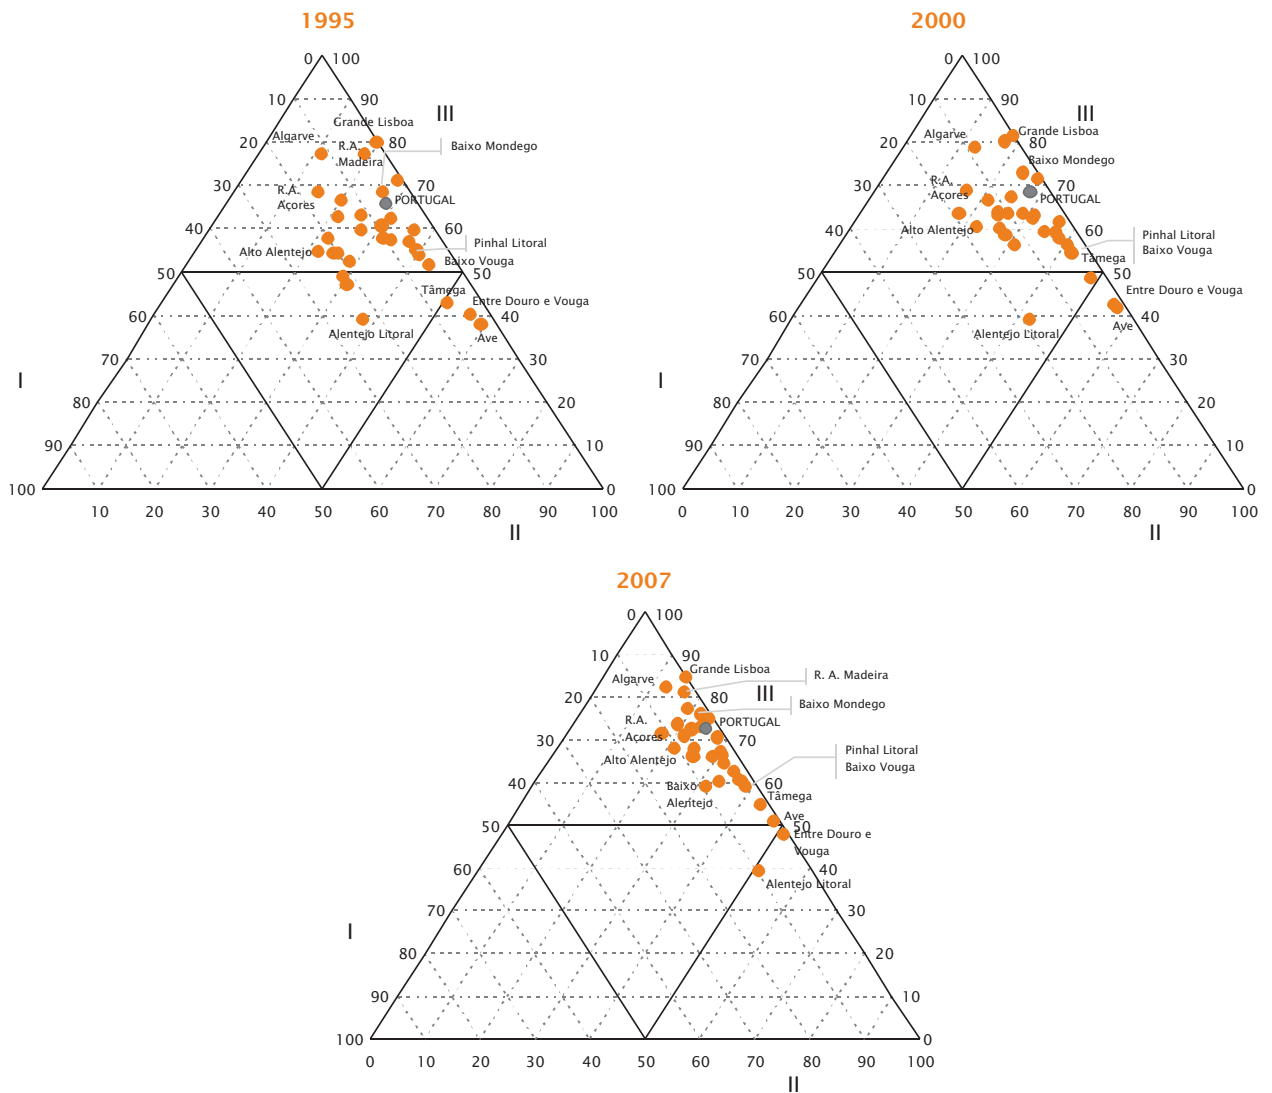 1995
0 100
10 90
III
Grande Lisboa
Algarve
20 80
R.A.
Madeira
Baixo Mondego
30 70
R.A.
Açores
PORTUGAL
40 60
Pinhal Litoral
Alto Alentejo
Baixo Vouga
50 50
Tâmega
Entre Douro e Vouga
60 40
Alentejo Litoral
Ave
70 30
I
80 20
90 10
100 0
10 20 30 40 50 60 70 80 90 100
II
2000
0 100
10 90
III
Algarve
Grande Lisboa
20 80
Baixo Mondego
30 70
R.A.
Açores
PORTUGAL
40 60
Alto Alentejo
Pinhal Litoral
Baixo Vouga
Tâmega
50 50
Entre Douro e Vouga
60 40
Alentejo Litoral
Ave
70 30
I
80 20
90 10
100 0
0 10 20 30 40 50 60 70 80 90 100
II
2007
0 100
10 90
Grande Lisboa
Algarve
R. A. Madeira
III
20 80
Baixo Mondego
R.A.
Açores
PORTUGAL
30 70
Pinhal Litoral
Alto Alentejo
Baixo Vouga
40 60
Baixo
Alentejo
Tâmega
Ave
50 50
Entre Douro e
Vouga
60 40
Alentejo Litoral
70 30
I
80 20
90 10
100 0
0 10 20 30 40 50 60 70 80 90 100
II